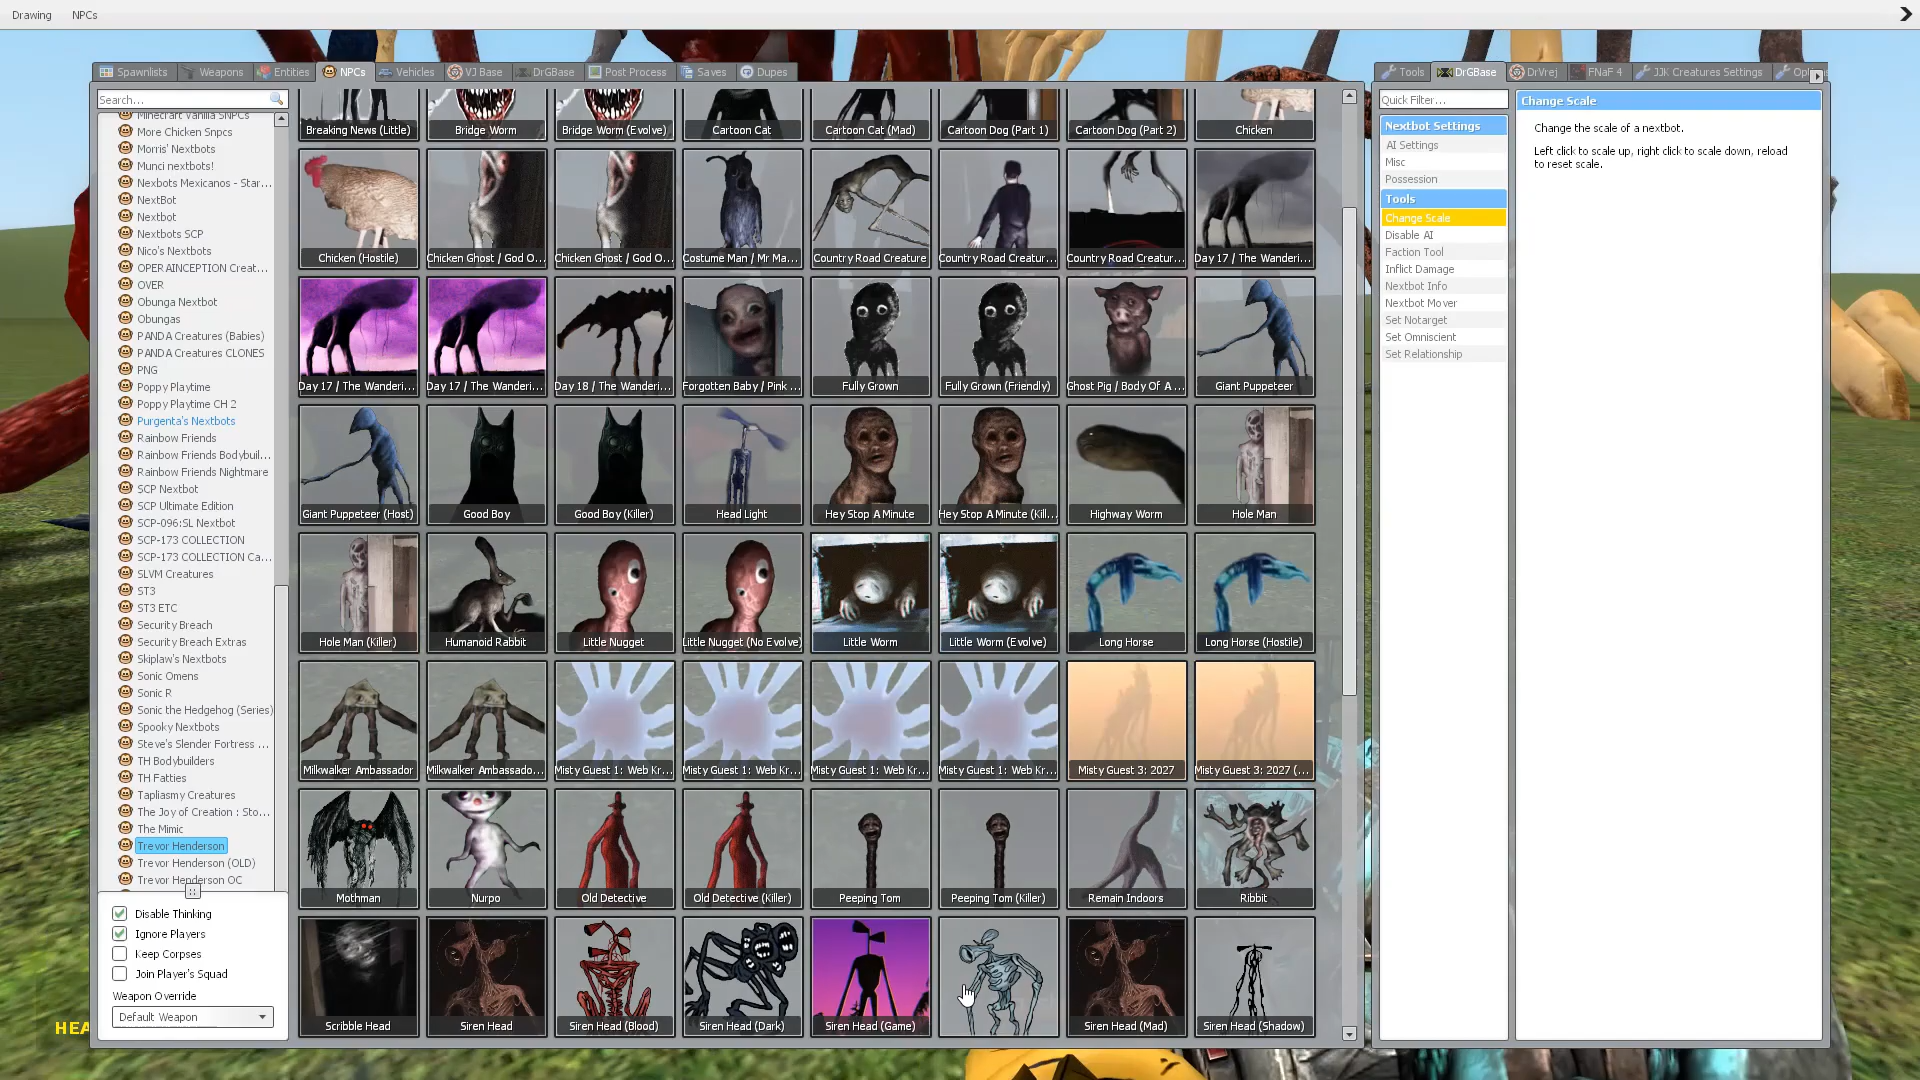 Drawing NPCs
Spawnlists Weapons Entities NPCs Vehicles VJ Base DrGBase Post Process Saves Dupes
Tools DrGBase DrVrej FNaF 4 JJK Creatures Settings
Search...
Minecraft Vanilla SNPCs
More Chicken Snpcs
Morris' Nextbots
Munci nextbots!
Nexbots Mexicanos - Star...
NextBot
Nextbot
Nextbots SCP
Nico's Nextbots
OPERAINCEPTION Creat...
OVER
Obunga Nextbot
Obungas
PANDA Creatures (Babies)
PANDA Creatures CLONES
PNG
Poppy Playtime
Poppy Playtime CH 2
Purgenta's Nextbots
Rainbow Friends
Rainbow Friends Bodybuil...
Rainbow Friends Nightmare
SCP Nextbot
SCP Ultimate Edition
SCP-096:SL Nextbot
SCP-173 COLLECTION
SCP-173 COLLECTION Ca...
SLVM Creatures
ST3
ST3 ETC
Security Breach
Security Breach Extras
Skiplaw's Nextbots
Sonic Omens
Sonic R
Sonic the Hedgehog (Series)
Spooky Nextbots
Steve's Slender Fortress ...
TH Bodybuilders
TH Fatties
Tapliasmy Creatures
The Joy of Creation : Sto...
The Mimic
Trevor Henderson
Trevor Henderson (OLD)
Trevor Henderson OC
Disable Thinking
Ignore Players
Keep Corpses
Join Player's Squad
Weapon Override
Default Weapon
HEA
Breaking News (Little) Bridge Worm Bridge Worm (Evolve) Cartoon Cat Cartoon Cat (Mad) Cartoon Dog (Part 1) Cartoon Dog (Part 2) Chicken
Chicken (Hostile) Chicken Ghost / God O... Chicken Ghost / God O... Costume Man / Mr Ma... Country Road Creature Country Road Creatur... Country Road Creatur... Day 17 / The Wanderi...
Day 17 / The Wanderi... Day 17 / The Wanderi... Day 18 / The Wanderi... Forgotten Baby / Pink ... Fully Grown Fully Grown (Friendly) Ghost Pig / Body Of A ... Giant Puppeteer
Giant Puppeteer (Host) Good Boy Good Boy (Killer) Head Light Hey Stop A Minute Hey Stop A Minute (Kill... Highway Worm Hole Man
Hole Man (Killer) Humanoid Rabbit Little Nugget Little Nugget (No Evolve) Little Worm Little Worm (Evolve) Long Horse Long Horse (Hostile)
Milkwalker Ambassador Milkwalker Ambassado... Misty Guest 1: Web Kr... Misty Guest 1: Web Kr... Misty Guest 1: Web Kr... Misty Guest 1: Web Kr... Misty Guest 3: 2027 Misty Guest 3: 2027 (...
Mothman Nurpo Old Detective Old Detective (Killer) Peeping Tom Peeping Tom (Killer) Remain Indoors Ribbit
Scribble Head Siren Head Siren Head (Blood) Siren Head (Dark) Siren Head (Game) Siren Head (Mad) Siren Head (Shadow)
Quick Filter...
Nextbot Settings
AI Settings
Misc
Possession
Tools
Change Scale
Disable AI
Faction Tool
Inflict Damage
Nextbot Info
Nextbot Mover
Set Notarget
Set Omniscient
Set Relationship
Change Scale
Change the scale of a nextbot.
Left click to scale up, right click to scale down, reload
to reset scale.